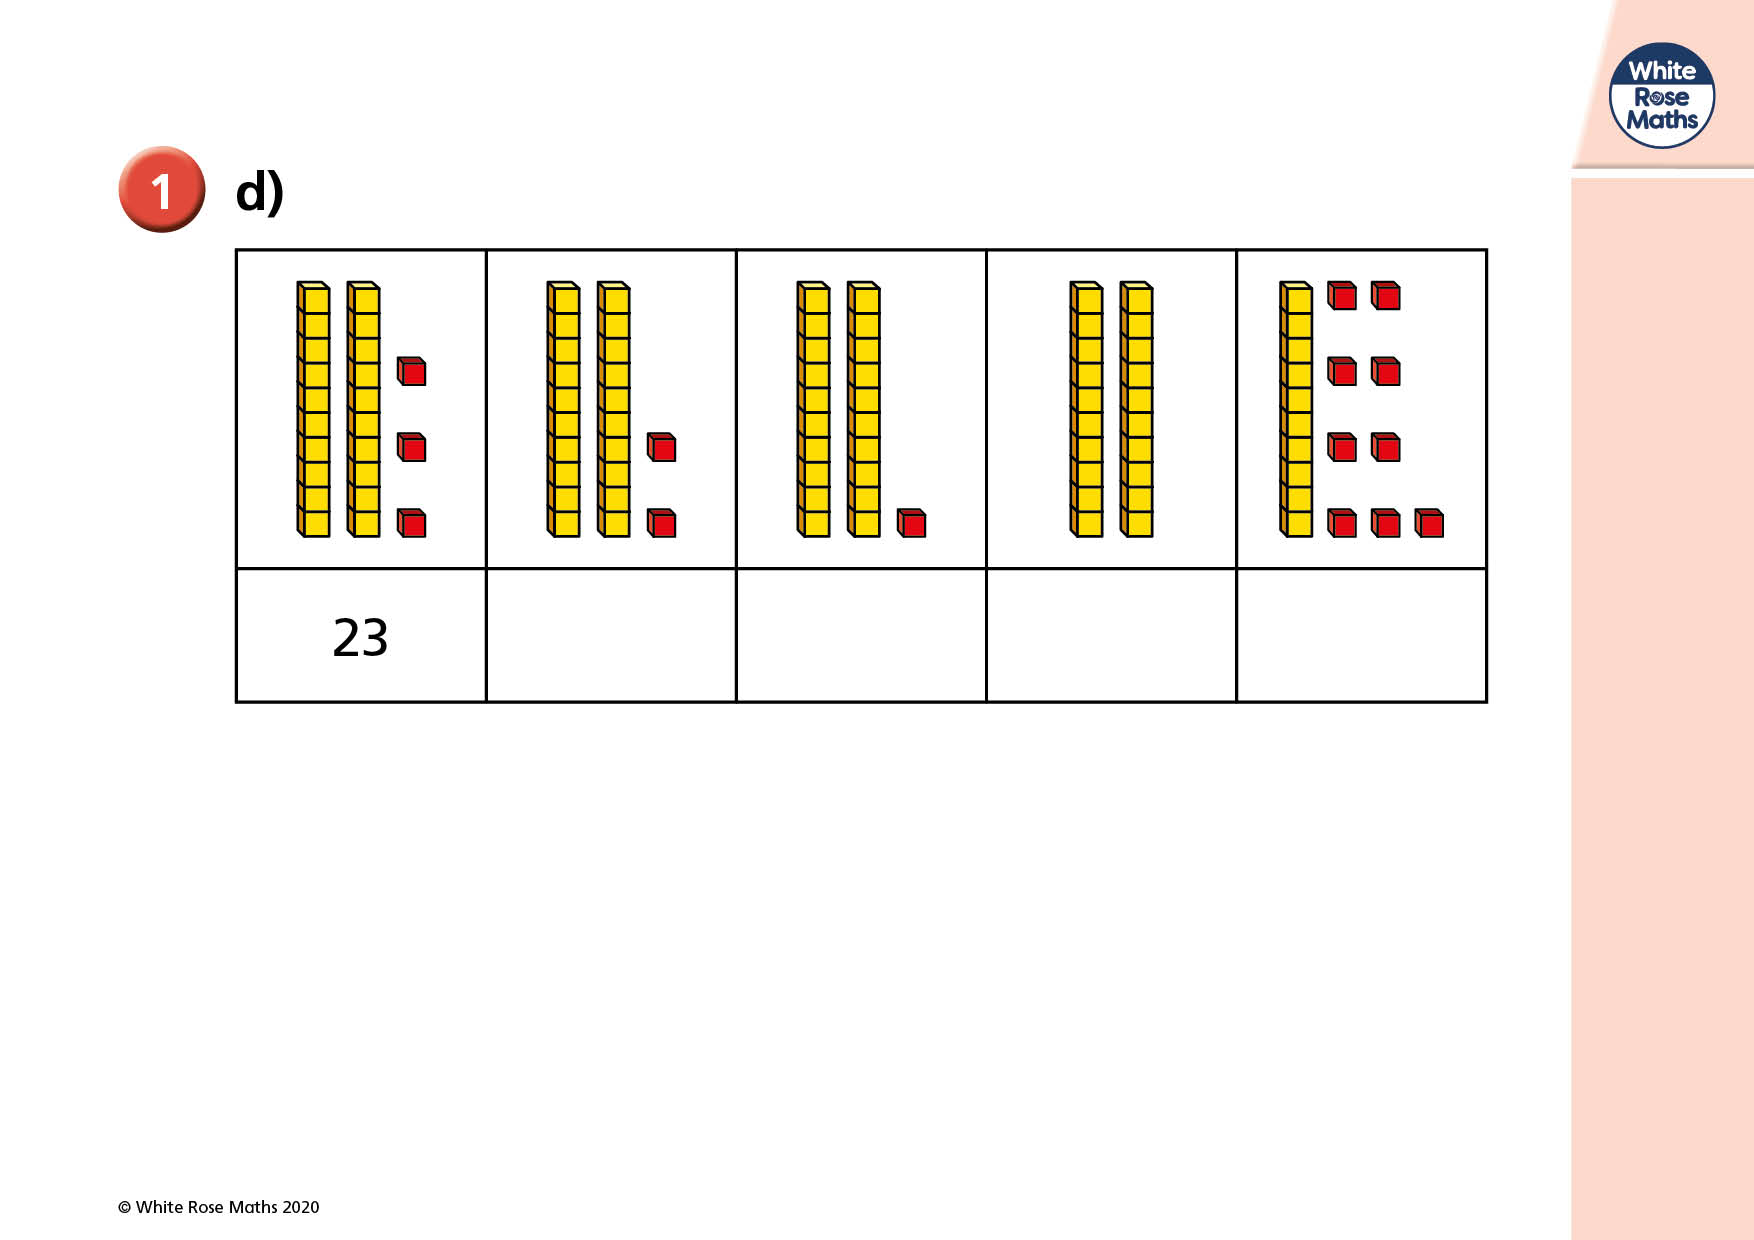 White
Rose
Maths
1 d)
23
© White Rose Maths 2020